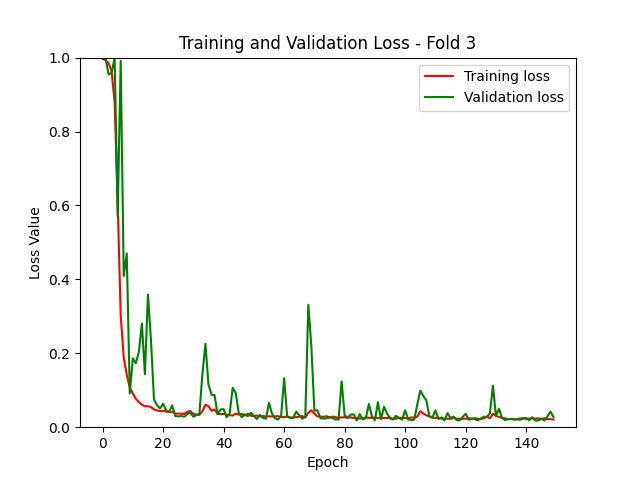 Training and Validation Loss - Fold 3
1.0
0.8
0.6
0.4
0.2
0.0
Loss Value
Training loss
Validation loss
0 20 40 60 80 100 120 140
Epoch